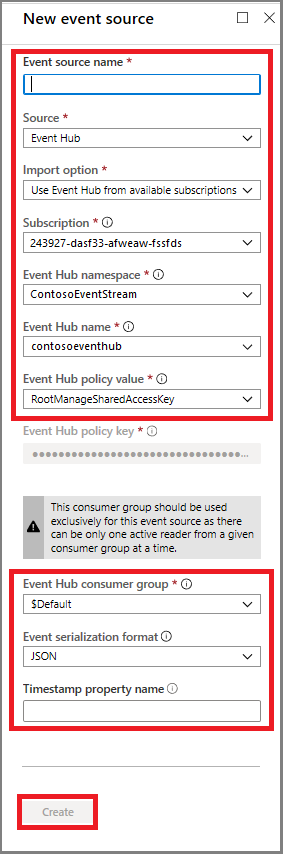 New event source
Event source name *
Source *
Event Hub
Import option *
Use Event Hub from available subscriptions
Subscription *
243927-dasf33-afweaw-fssfds
Event Hub namespace *
ContosoEventStream
Event Hub name *
contosoeventhub
Event Hub policy value *
RootManageSharedAccessKey
Event Hub policy key *
This consumer group should be used
exclusively for this event source as there
can be only one active reader from a given
consumer group at a time.
Event Hub consumer group *
$Default
Event serialization format
JSON
Timestamp property name
Create